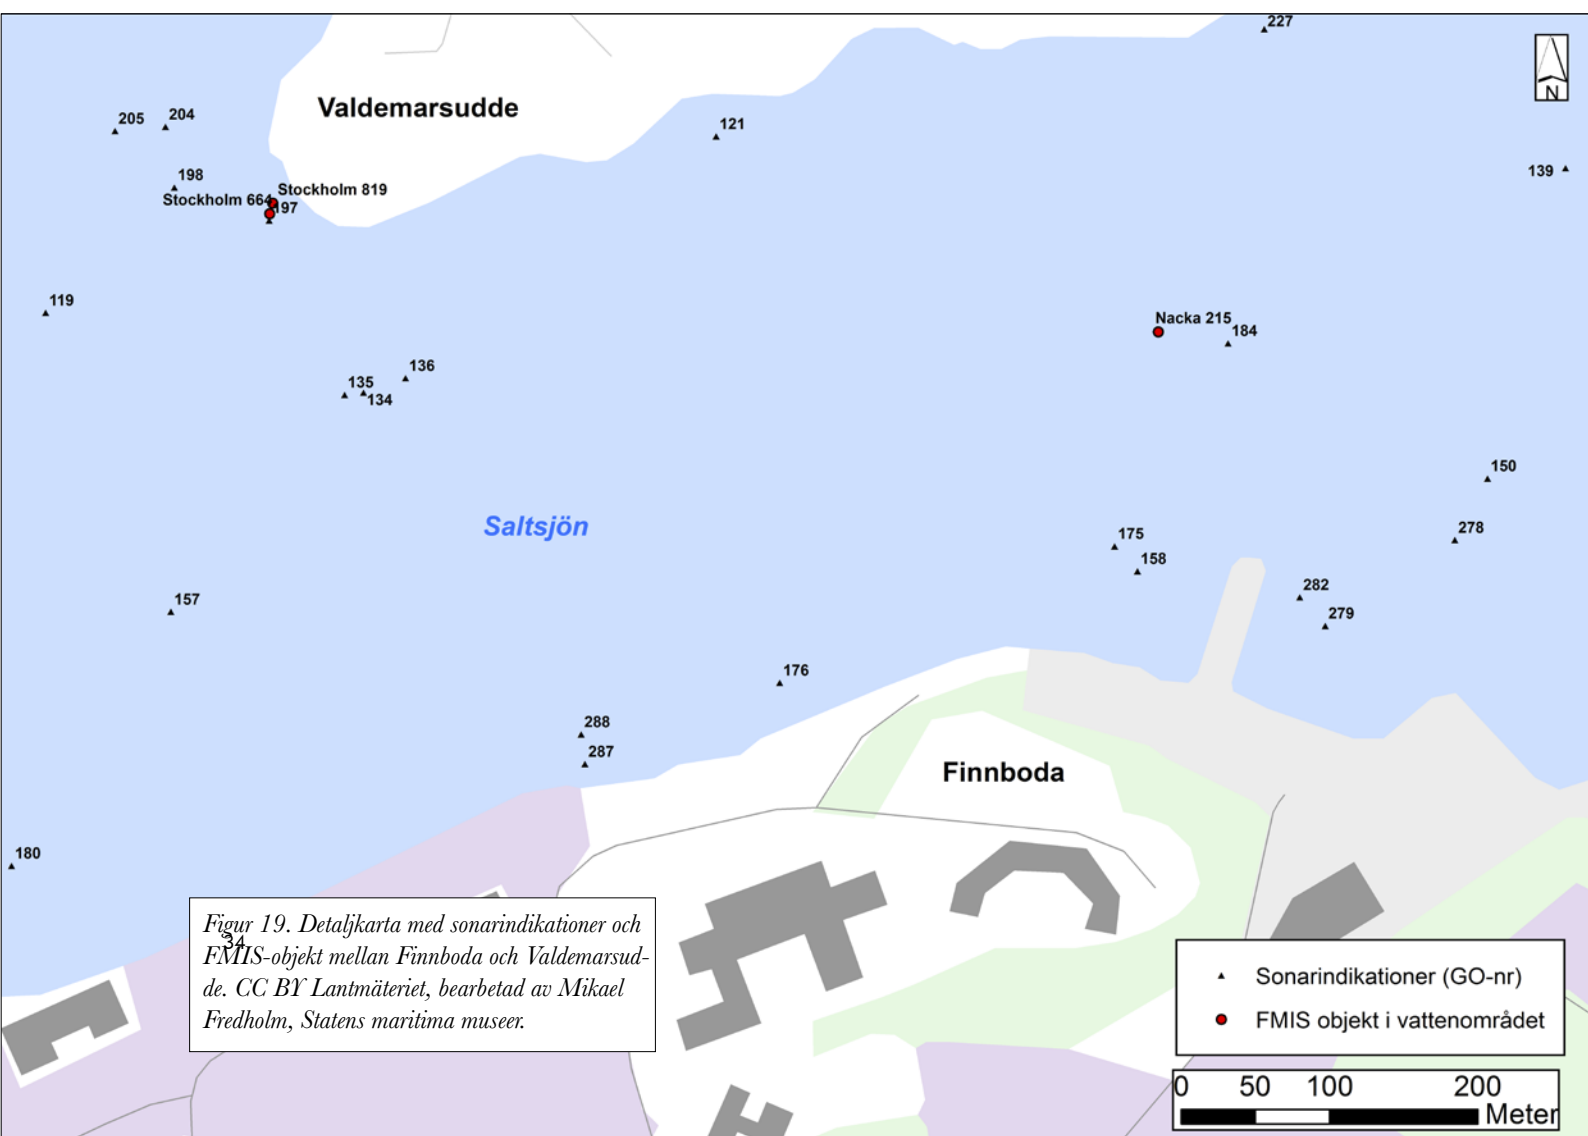 227
Valdemarsudde
N
205
204
121
139
198
Stockholm 819
Stockholm 664
197
119
Nacka 215
184
136
135
134
150
Saltsjön
278
175
158
282
157
279
176
288
287
Finnboda
180
Figur 19. Detaljkarta med sonarindikationer och
34
FMIS-objekt mellan Finnboda och Valdemarsud-
de. CC BY Lantmäteriet, bearbetad av Mikael
Fredholm, Statens maritima museer.
Sonarindikationer (GO-nr)
FMIS objekt i vattenområdet
0 50 100 200
Meter